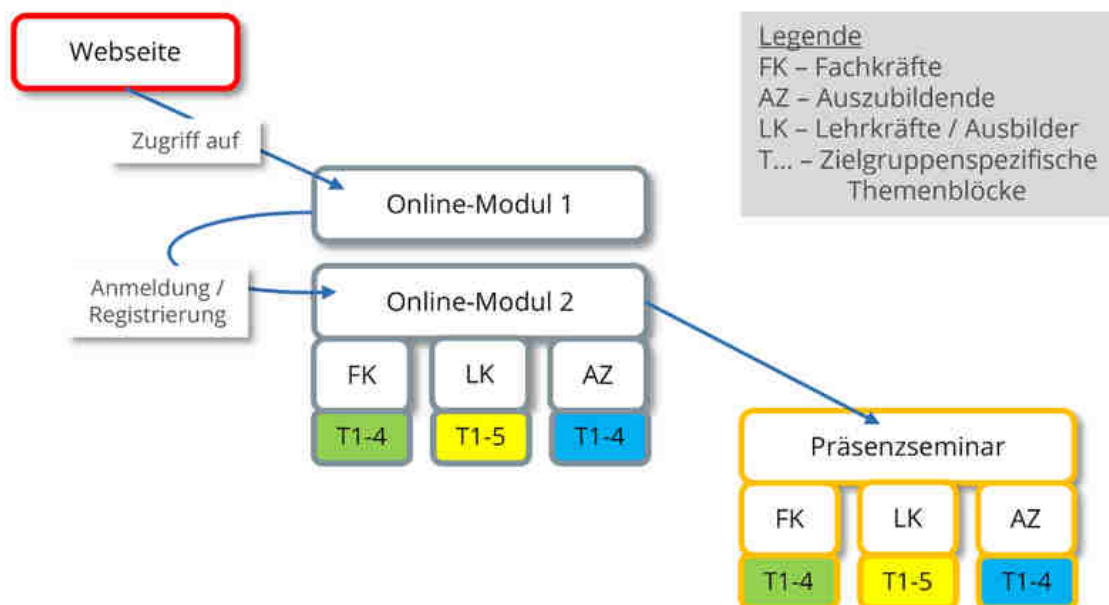 Webseite
Legende
FK – Fachkräfte
AZ – Auszubildende
LK – Lehrkräfte / Ausbilder
T... – Zielgruppenspezifische
Themenblöcke
Zugriff auf
Online-Modul 1
Anmeldung /
Registrierung
Online-Modul 2
FK LK AZ
T1-4 T1-5 T1-4
Präsenzseminar
FK LK AZ
T1-4 T1-5 T1-4